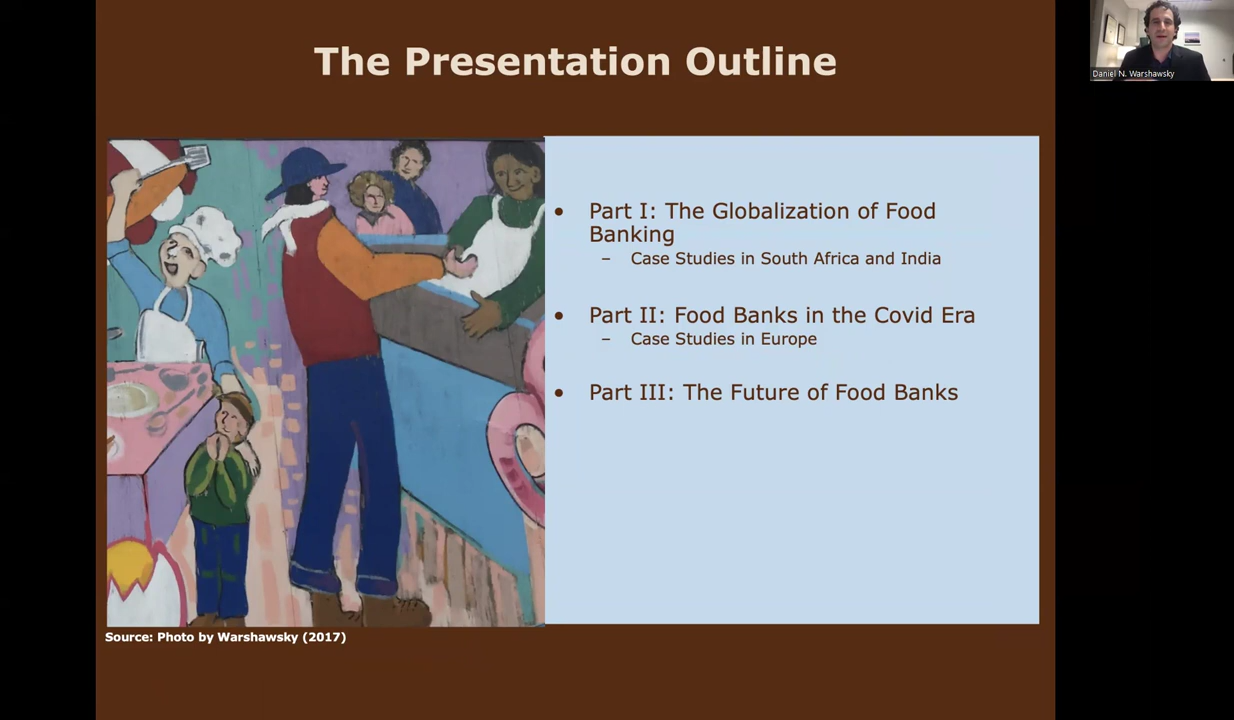 The Presentation Outline
Daniel N. Warshawsky
• Part I: The Globalization of Food
Banking
– Case Studies in South Africa and India
• Part II: Food Banks in the Covid Era
– Case Studies in Europe
• Part III: The Future of Food Banks
Source: Photo by Warshawsky (2017)